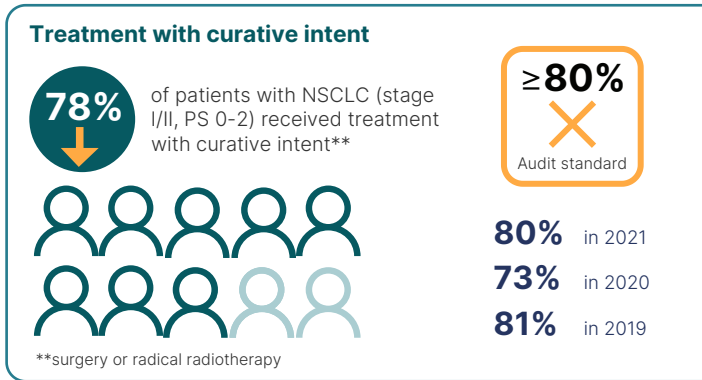 Treatment with curative intent
78%
of patients with NSCLC (stage
I/II, PS 0-2) received treatment
with curative intent**
≥80%
Audit standard
80% in 2021
73% in 2020
81% in 2019
**surgery or radical radiotherapy